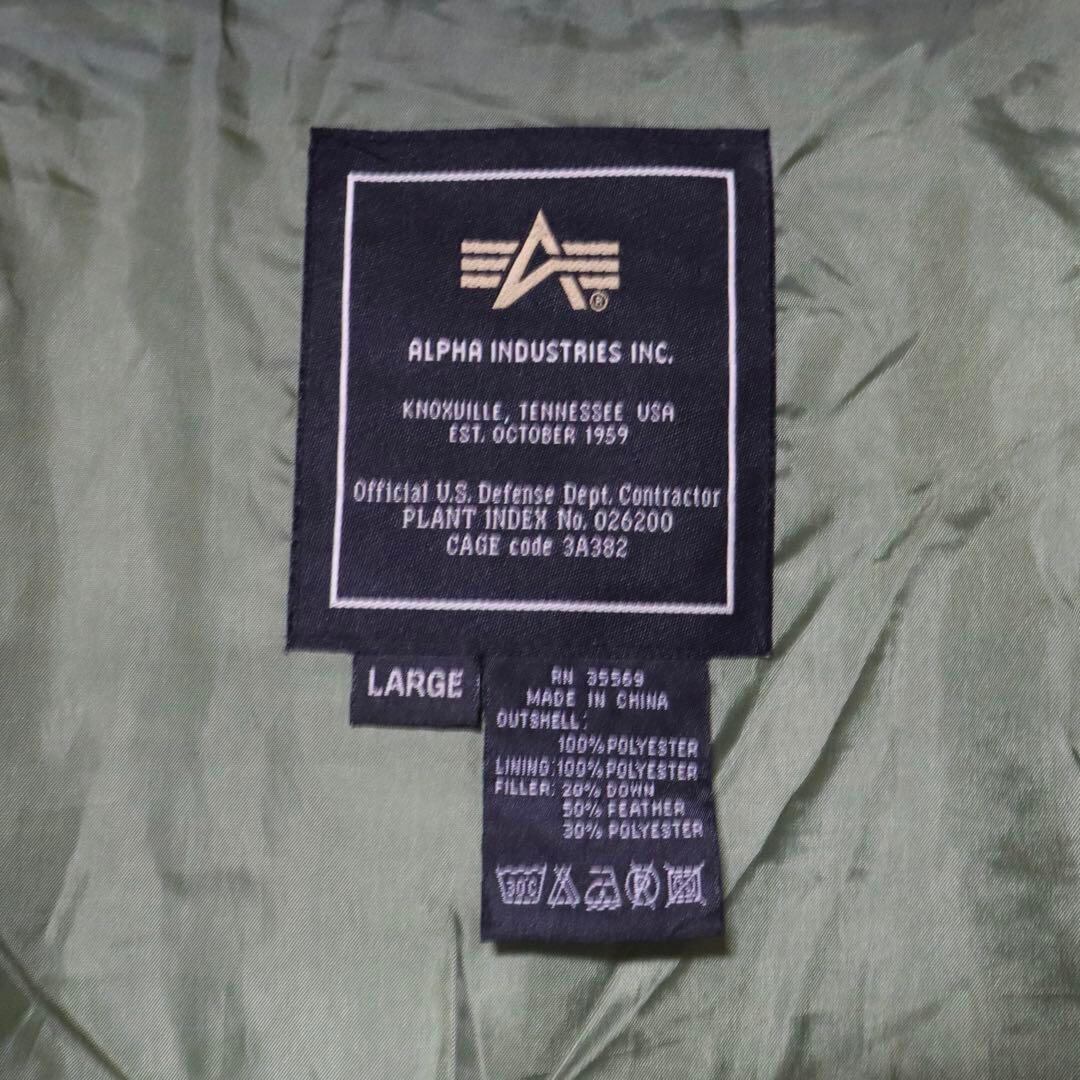 ®
ALPHA INDUSTRIES INC.
KNOXVILLE, TENNESSEE USA
EST. OCTOBER 1959
Official U.S. Defense Dept. Contractor
PLANT INDEX No. 026200
CAGE code 3A382
LARGE
RN 35569
MADE IN CHINA
OUTSHELL:
100% POLYESTER
LINING: 100% POLYESTER
FILLER: 20% DOWN
50% FEATHER
30% POLYESTER
30C